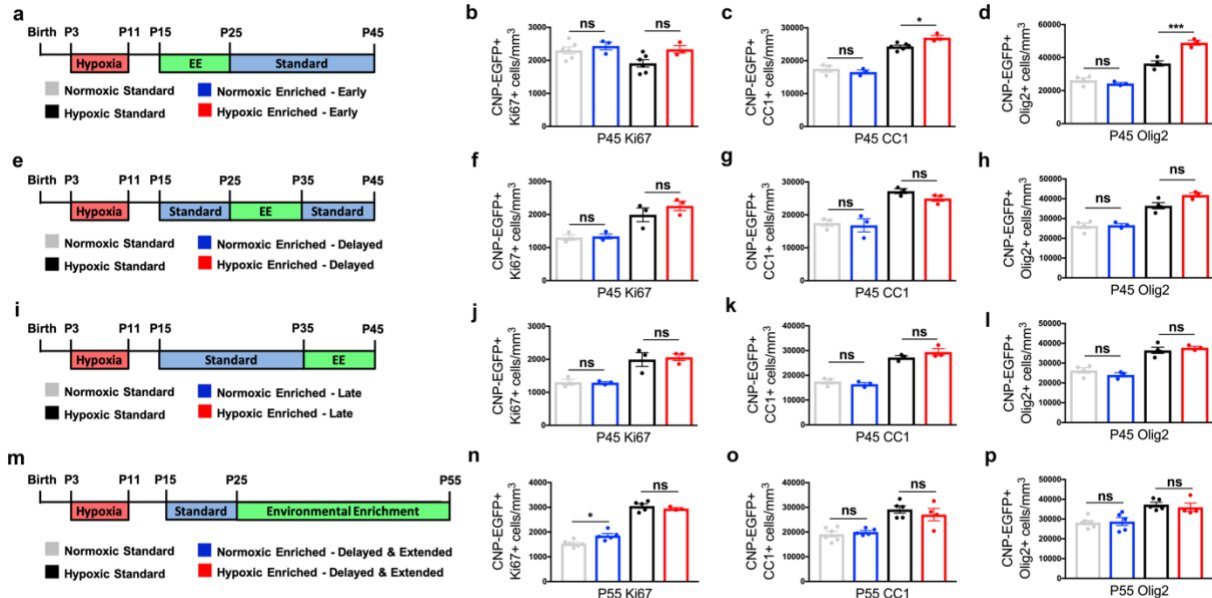 a
Birth P3 P11 P15 P25 P45
Hypoxia EE Standard
Normoxic Standard Normoxic Enriched - Early
Hypoxic Standard Hypoxic Enriched - Early
b
CNP-EGFP+
Ki67+ cells/mm³
3000
2000
1000
0
ns ns
P45 Ki67
c
CNP-EGFP+
CC1+ cells/mm³
30000
20000
10000
0
ns *
P45 CC1
d
CNP-EGFP+
Olig2+ cells/mm³
60000
40000
20000
0
ns ***
P45 Olig2
e
Birth P3 P11 P15 P25 P35 P45
Hypoxia Standard EE Standard
Normoxic Standard Normoxic Enriched - Delayed
Hypoxic Standard Hypoxic Enriched - Delayed
f
CNP-EGFP+
Ki67+ cells/mm³
3000
2000
1000
0
ns ns
P45 Ki67
g
CNP-EGFP+
CC1+ cells/mm³
30000
20000
10000
0
ns ns
P45 CC1
h
CNP-EGFP+
Olig2+ cells/mm³
50000
40000
30000
20000
10000
0
ns ns
P45 Olig2
i
Birth P3 P11 P15 P35 P45
Hypoxia Standard EE
Normoxic Standard Normoxic Enriched - Late
Hypoxic Standard Hypoxic Enriched - Late
j
CNP-EGFP+
Ki67+ cells/mm³
3000
2000
1000
0
ns ns
P45 Ki67
k
CNP-EGFP+
CC1+ cells/mm³
40000
30000
20000
10000
0
ns ns
P45 CC1
l
CNP-EGFP+
Olig2+ cells/mm³
50000
40000
30000
20000
10000
0
ns ns
P45 Olig2
m
Birth P3 P11 P15 P25 P55
Hypoxia Standard Environmental Enrichment
Normoxic Standard Normoxic Enriched - Delayed & Extended
Hypoxic Standard Hypoxic Enriched - Delayed & Extended
n
CNP-EGFP+
Ki67+ cells/mm³
4000
3000
2000
1000
0
* ns
P55 Ki67
o
CNP-EGFP+
CC1+ cells/mm³
40000
30000
20000
10000
0
ns ns
P55 CC1
p
CNP-EGFP+
Olig2+ cells/mm³
50000
40000
30000
20000
10000
0
ns ns
P55 Olig2